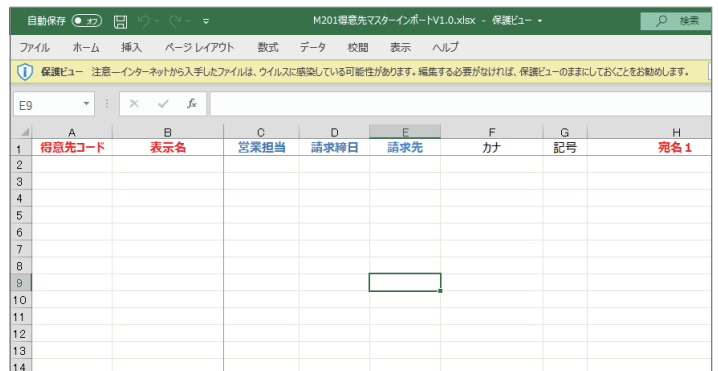 自動保存 オフ M201得意先マスターインポートV1.0.xlsx - 保護ビュー 検索
ファイル ホーム 挿入 ページ レイアウト 数式 データ 校閲 表示 ヘルプ
保護ビュー 注意—インターネットから入手したファイルは、ウイルスに感染している可能性があります。編集する必要がなければ、保護ビューのままにしておくことをお勧めします。
E9 fx
A B C D E F G H
1 得意先コード 表示名 営業担当 請求締日 請求先 カナ 記号 宛名1
2
3
4
5
6
7
8
9
10
11
12
13
14